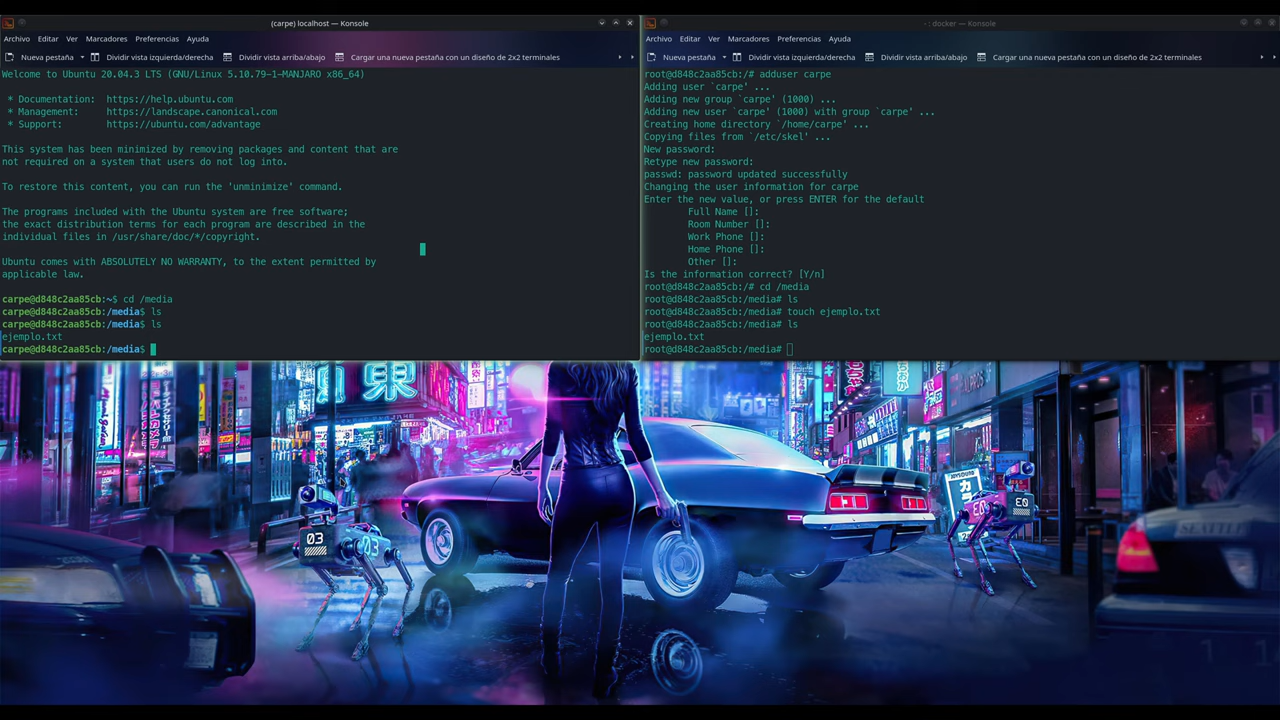 (carpe) localhost — Konsole
Archivo Editar Ver Marcadores Preferencias Ayuda
Nueva pestaña Dividir vista izquierda/derecha Dividir vista arriba/abajo Cargar una nueva pestaña con un diseño de 2x2 terminales
Welcome to Ubuntu 20.04.3 LTS (GNU/Linux 5.10.79-1-MANJARO x86_64)
* Documentation: https://help.ubuntu.com
* Management: https://landscape.canonical.com
* Support: https://ubuntu.com/advantage
This system has been minimized by removing packages and content that are
not required on a system that users do not log into.
To restore this content, you can run the 'unminimize' command.
The programs included with the Ubuntu system are free software;
the exact distribution terms for each program are described in the
individual files in /usr/share/doc/*/copyright.
Ubuntu comes with ABSOLUTELY NO WARRANTY, to the extent permitted by
applicable law.
carpe@d848c2aa85cb:~$ cd /media
carpe@d848c2aa85cb:/media$ ls
carpe@d848c2aa85cb:/media$ ls
ejemplo.txt
carpe@d848c2aa85cb:/media$
- : docker — Konsole
Archivo Editar Ver Marcadores Preferencias Ayuda
Nueva pestaña Dividir vista izquierda/derecha Dividir vista arriba/abajo Cargar una nueva pestaña con un diseño de 2x2 terminales
root@d848c2aa85cb:/# adduser carpe
Adding user `carpe' ...
Adding new group `carpe' (1000) ...
Adding new user `carpe' (1000) with group `carpe' ...
Creating home directory `/home/carpe' ...
Copying files from `/etc/skel' ...
New password:
Retype new password:
passwd: password updated successfully
Changing the user information for carpe
Enter the new value, or press ENTER for the default
Full Name []:
Room Number []:
Work Phone []:
Home Phone []:
Other []:
Is the information correct? [Y/n]
root@d848c2aa85cb:/# cd /media
root@d848c2aa85cb:/media# ls
root@d848c2aa85cb:/media# touch ejemplo.txt
root@d848c2aa85cb:/media# ls
ejemplo.txt
root@d848c2aa85cb:/media#
東
03
03
カラ
E0
E0
SEATTLE